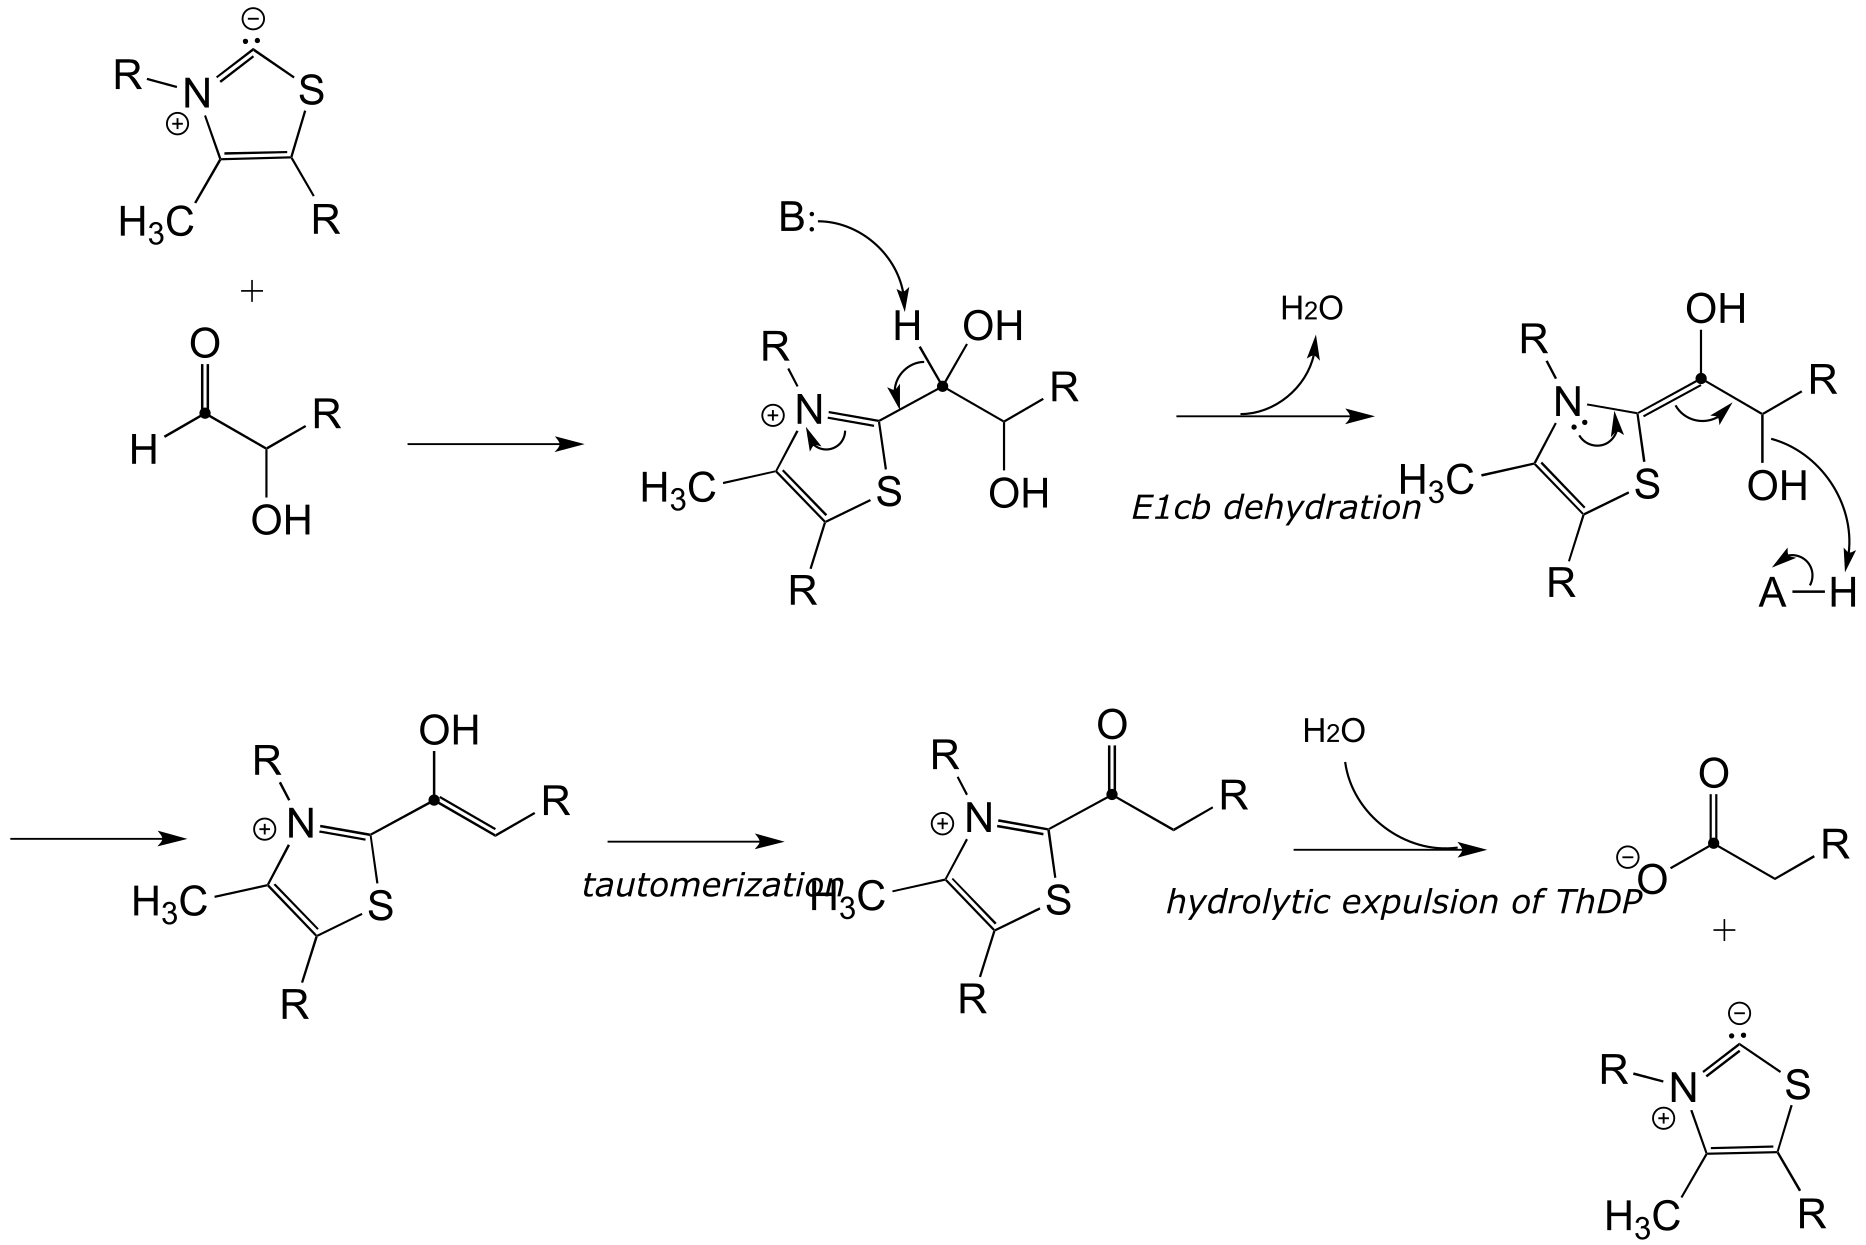 ⊖
R N S
⊕
H3C R
+
O
H R
OH
B:
H OH
R R
⊕ N
H3C S OH
R
H2O
E1cb dehydration
OH
R R
N
H3C S OH
R A H
OH
R R
⊕ N
H3C S
R
tautomerization
O
R R
⊕ N
H3C S
R
H2O
hydrolytic expulsion of ThDP
O
⊖ R
O
+
⊖
R N S
⊕
H3C R